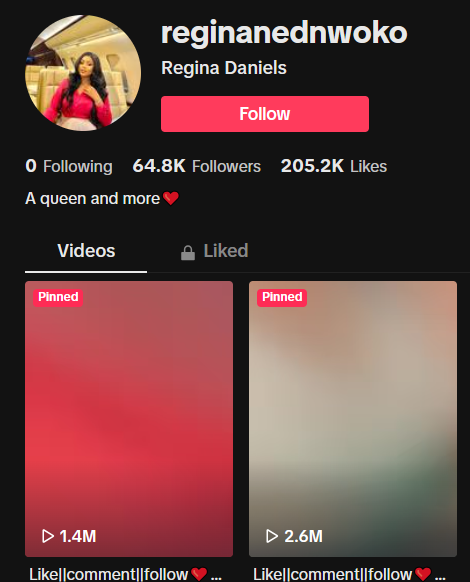 reginanednwoko
Regina Daniels
Follow
0 Following 64.8K Followers 205.2K Likes
A queen and more❤️
Videos Liked
Pinned Pinned
1.4M 2.6M
Like||comment||follow❤️ ... Like||comment||follow❤️ ...